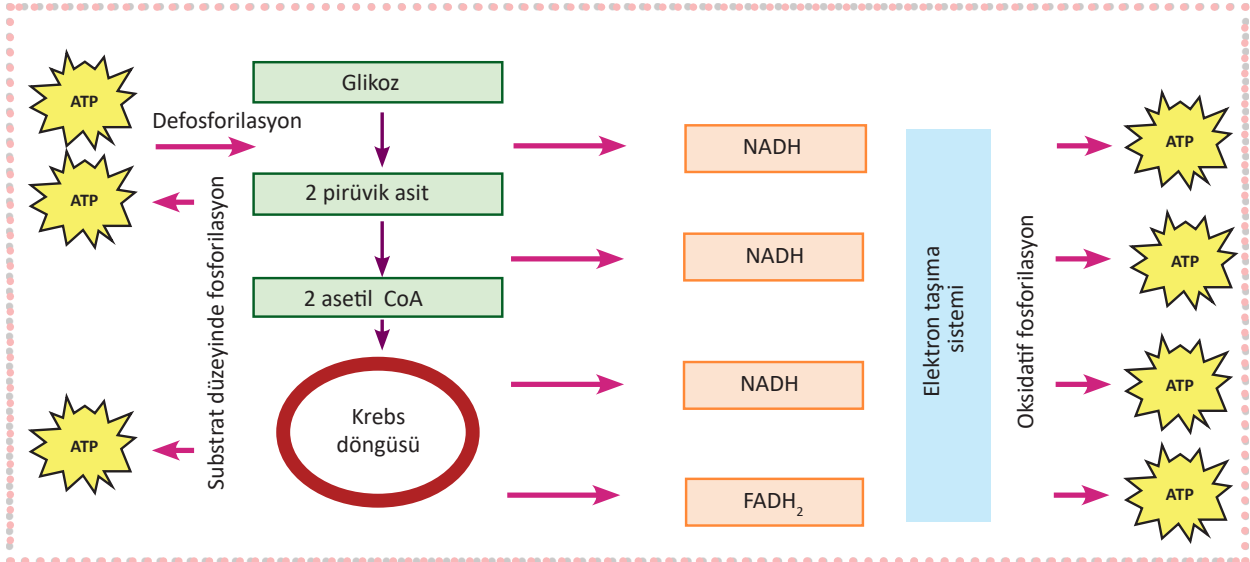 ATP
Defosforilasyon
ATP
Substrat düzeyinde fosforilasyon
ATP
Glikoz
2 pirüvik asit
2 asetil CoA
Krebs
döngüsü
NADH
NADH
NADH
FADH₂
Elektron taşıma
sistemi
Oksidatif fosforilasyon
ATP
ATP
ATP
ATP